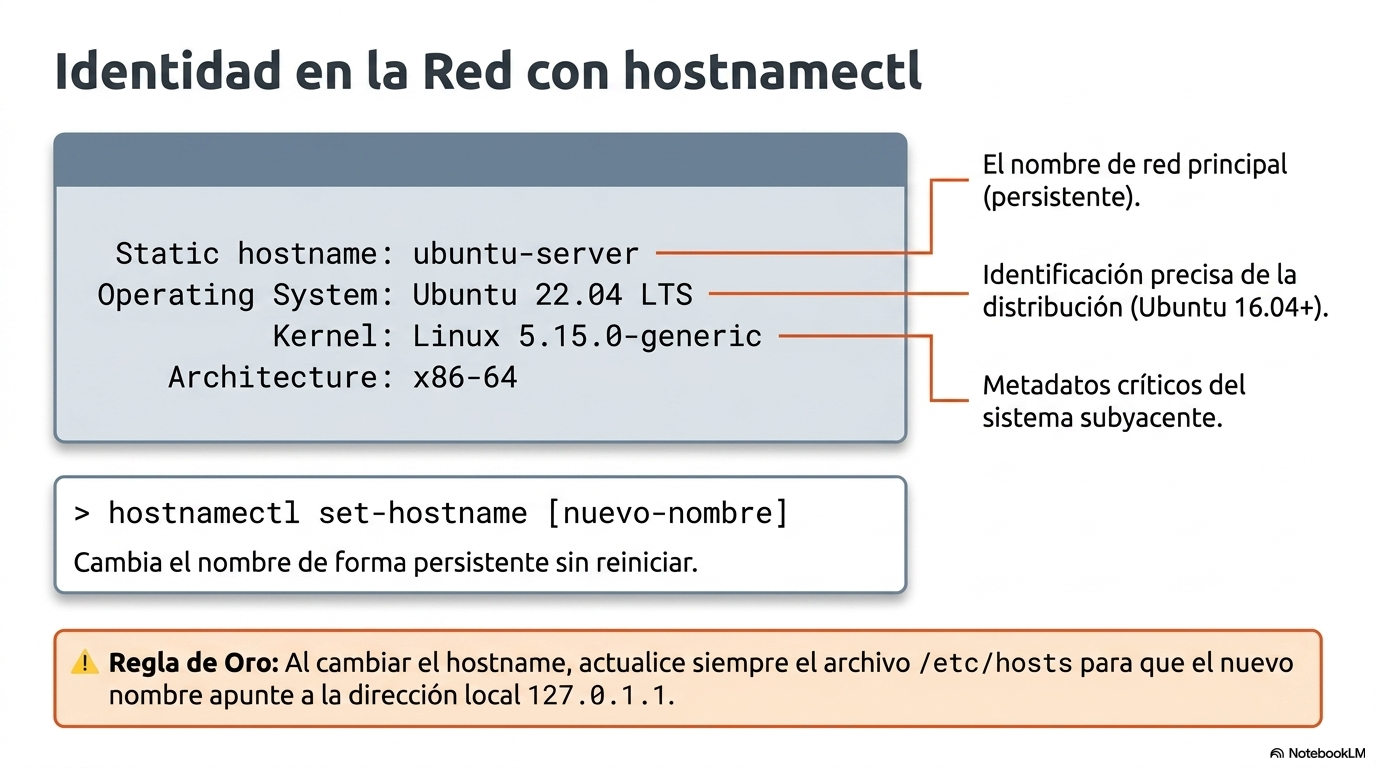 Identidad en la Red con hostnamectl
Static hostname: ubuntu-server
Operating System: Ubuntu 22.04 LTS
Kernel: Linux 5.15.0-generic
Architecture: x86-64
El nombre de red principal
(persistente).
Identificación precisa de la
distribución (Ubuntu 16.04+).
Metadatos críticos del
sistema subyacente.
> hostnamectl set-hostname [nuevo-nombre]
Cambia el nombre de forma persistente sin reiniciar.
Regla de Oro: Al cambiar el hostname, actualice siempre el archivo /etc/hosts para que el nuevo
nombre apunte a la dirección local 127.0.1.1.
NotebookLM